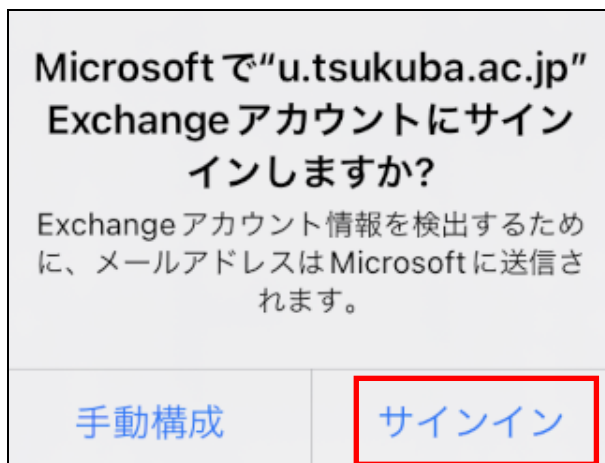 Microsoftで“u.tsukuba.ac.jp”
Exchangeアカウントにサイン
インしますか?
Exchangeアカウント情報を検出するため
に、メールアドレスはMicrosoftに送信さ
れます。
手動構成
サインイン